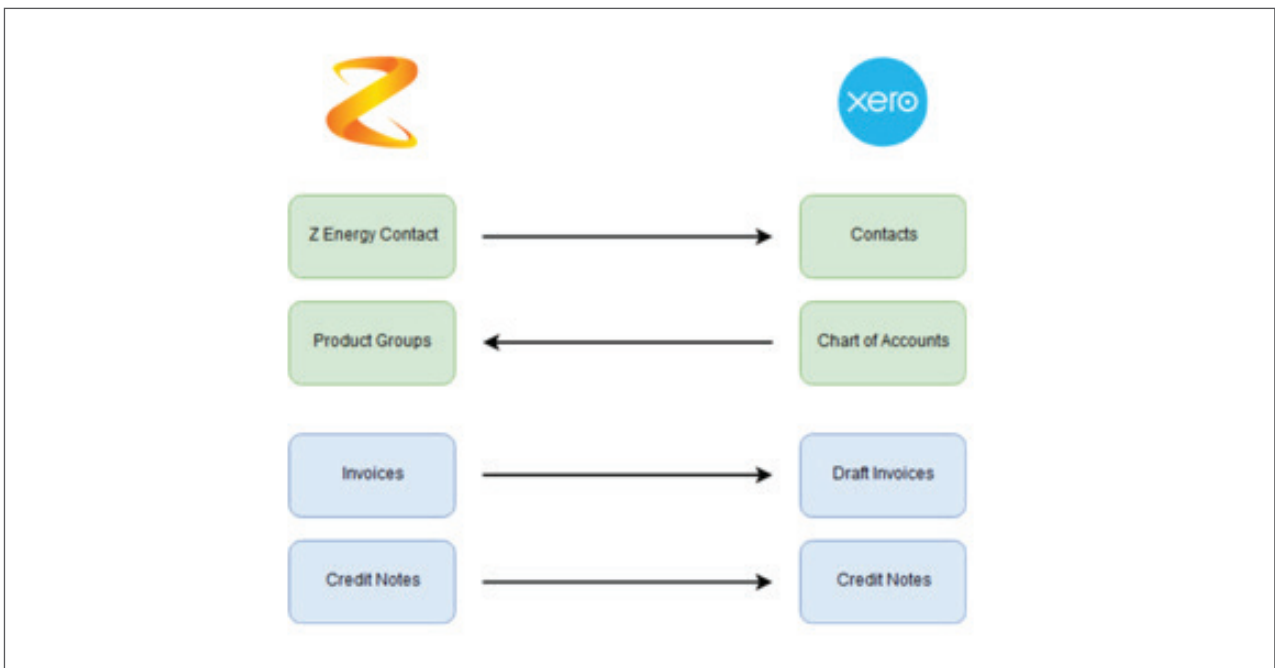 xero
Z Energy Contact
Contacts
Product Groups
Chart of Accounts
Invoices
Draft Invoices
Credit Notes
Credit Notes